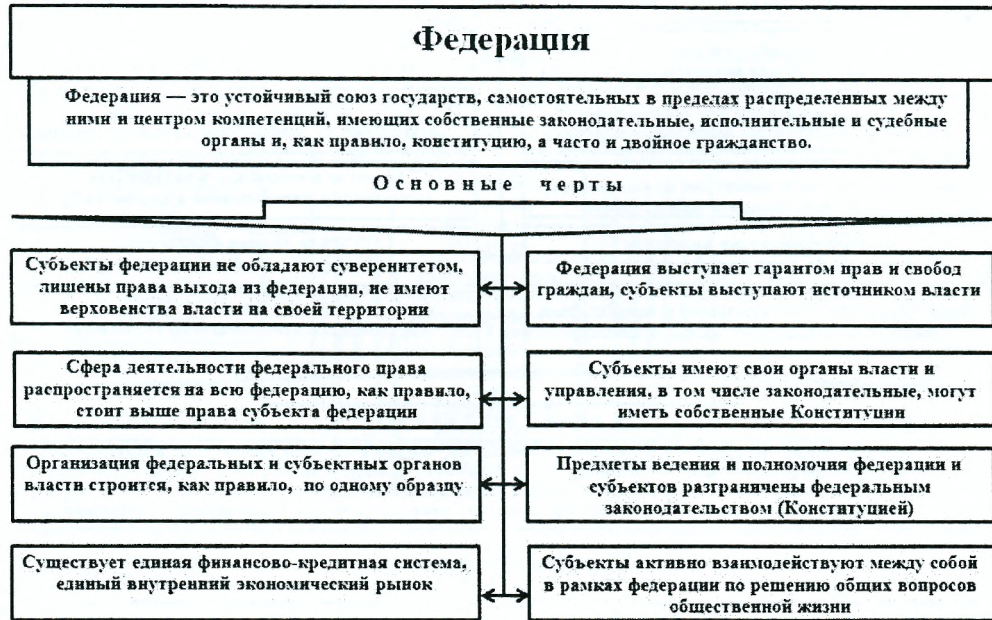 Федерация
Федерация — это устойчивый союз государств, самостоятельных в пределах распределенных между
ними и центром компетенций, имеющих собственные законодательные, исполнительные и судебные
органы и, как правило, конституцию, а часто и двойное гражданство.
Основные черты
Субъекты федерации не обладают суверенитетом,
лишены права выхода из федерации, не имеют
верховенства власти на своей территории
Федерация выступает гарантом прав и свобод
граждан, субъекты выступают источником власти
Сфера деятельности федерального права
распространяется на всю федерацию, как правило,
стоит выше права субъекта федерации
Субъекты имеют свои органы власти и
управления, в том числе законодательные, могут
иметь собственные Конституции
Организация федеральных и субъектных органов
власти строится, как правило, по одному образцу
Предметы ведения и полномочия федерации и
субъектов разграничены федеральным
законодательством (Конституцией)
Существует единая финансово-кредитная система,
единый внутренний экономический рынок
Субъекты активно взаимодействуют между собой
в рамках федерации по решению общих вопросов
общественной жизни